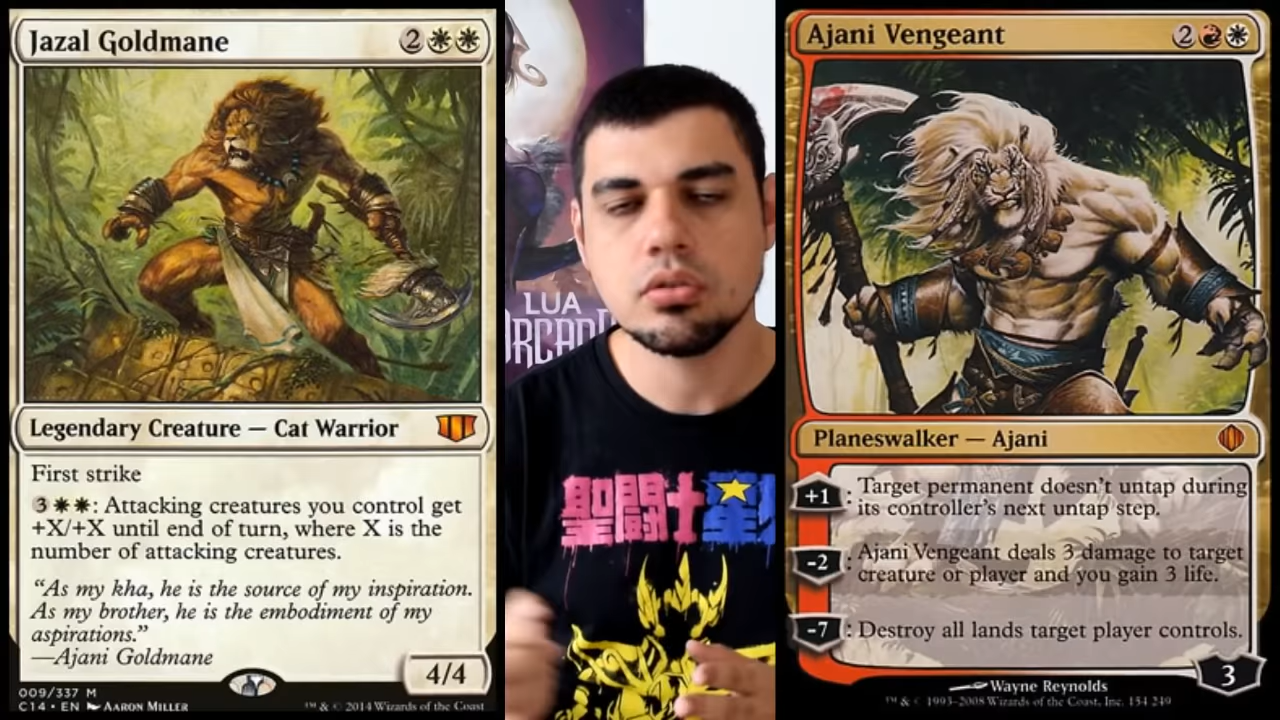 Jazal Goldmane
2
Legendary Creature — Cat Warrior
First strike
3 : Attacking creatures you control get
+X/+X until end of turn, where X is the
number of attacking creatures.
“As my kha, he is the source of my inspiration.
As my brother, he is the embodiment of my
aspirations.”
—Ajani Goldmane
4/4
009/337 M
C14 • EN AARON MILLER
™ & © 2014 Wizards of the Coast
LUA
ARCADE
聖闘士星
Ajani Vengeant
2
Planeswalker — Ajani
+1 : Target permanent doesn't untap during
its controller's next untap step.
-2 : Ajani Vengeant deals 3 damage to target
creature or player and you gain 3 life.
-7 : Destroy all lands target player controls.
3
Wayne Reynolds
™ & © 1993–2008 Wizards of the Coast, Inc. 154/249